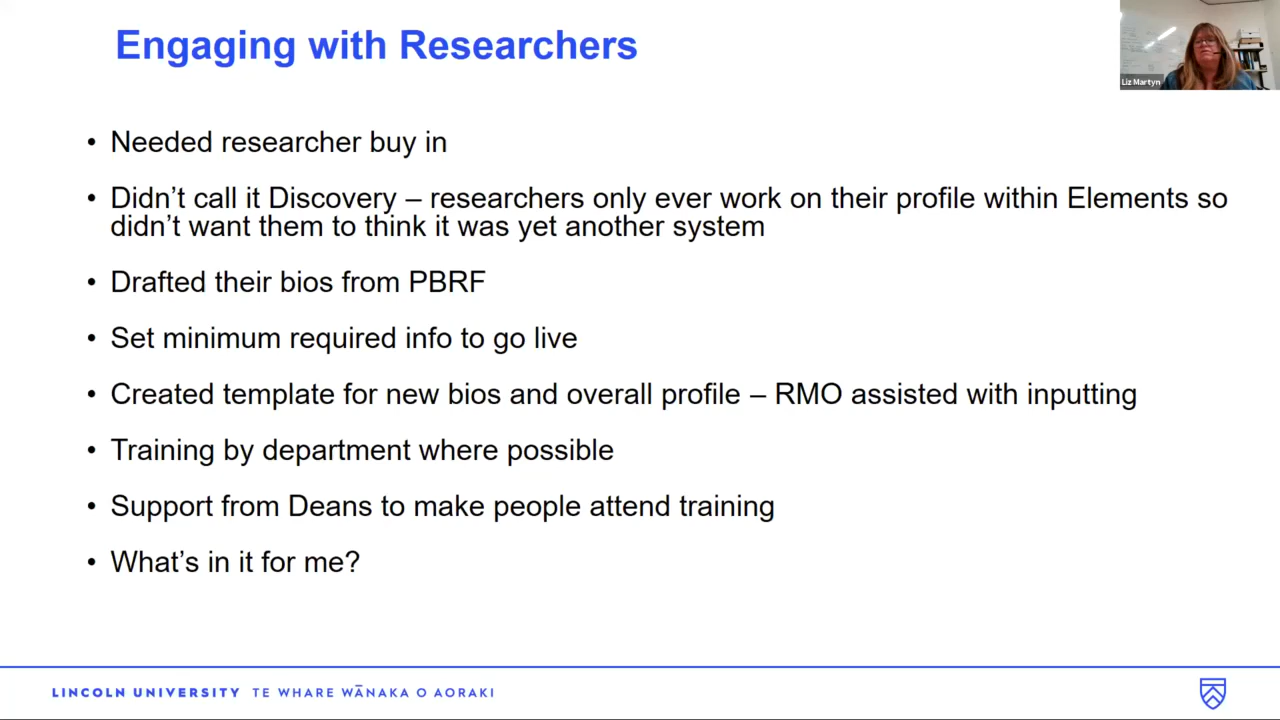 Engaging with Researchers
Liz Martyn
• Needed researcher buy in
• Didn’t call it Discovery – researchers only ever work on their profile within Elements so
didn’t want them to think it was yet another system
• Drafted their bios from PBRF
• Set minimum required info to go live
• Created template for new bios and overall profile – RMO assisted with inputting
• Training by department where possible
• Support from Deans to make people attend training
• What’s in it for me?
LINCOLN UNIVERSITY TE WHARE WĀNAKA O AORAKI